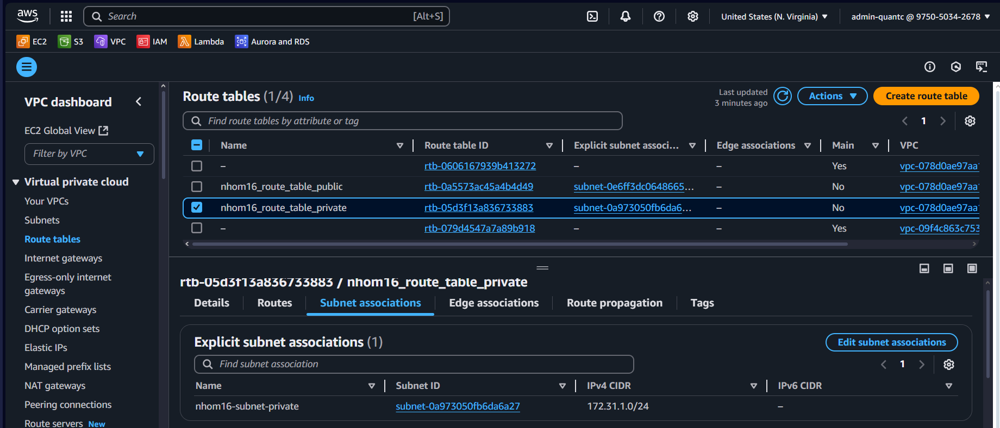 aws
Search [Alt+S] United States (N. Virginia) admin-quantc @ 9750-5034-2678
EC2 S3 VPC IAM Lambda Aurora and RDS
VPC dashboard
EC2 Global View
Filter by VPC
Virtual private cloud
Your VPCs
Subnets
Route tables
Internet gateways
Egress-only internet
gateways
Carrier gateways
DHCP option sets
Elastic IPs
Managed prefix lists
NAT gateways
Peering connections
Route servers New
Route tables (1/4) Info
Last updated
3 minutes ago
Actions
Create route table
Find route tables by attribute or tag
1
Name Route table ID Explicit subnet associ... Edge associations Main VPC
– rtb-0606167939b413272 – – Yes vpc-078d0ae97aa
nhom16_route_table_public rtb-0a5573ac45a4b4d49 subnet-0e6ff3dc0648665... – No vpc-078d0ae97aa
nhom16_route_table_private rtb-05d3f13a836733883 subnet-0a973050fb6da6... – No vpc-078d0ae97aa
– rtb-079d4547a7a89b918 – – Yes vpc-09f4c863c753
rtb-05d3f13a836733883 / nhom16_route_table_private
Details Routes Subnet associations Edge associations Route propagation Tags
Explicit subnet associations (1)
Edit subnet associations
Find subnet association
1
Name Subnet ID IPv4 CIDR IPv6 CIDR
nhom16-subnet-private subnet-0a973050fb6da6a27 172.31.1.0/24 –